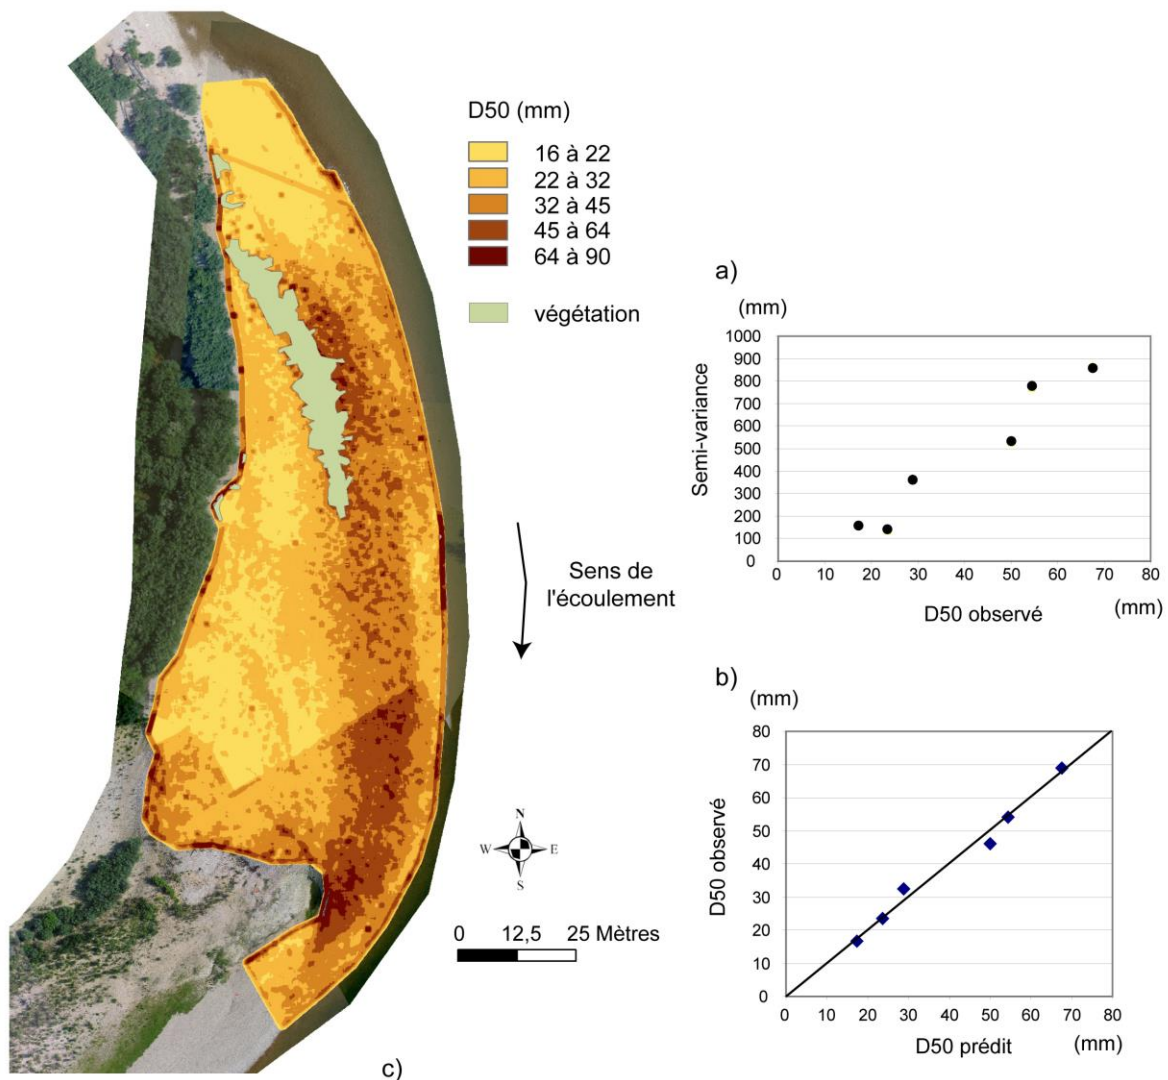 D50 (mm)
16 à 22
22 à 32
32 à 45
45 à 64
64 à 90
végétation
Sens de
l'écoulement
N
W E
S
0 12,5 25 Mètres
c)
a)
(mm)
1000
900
800
700
600
500
400
300
200
100
0
Semi-variance
0 10 20 30 40 50 60 70 80
D50 observé
(mm)
b)
(mm)
80
70
60
50
40
30
20
10
0
D50 observé
0 10 20 30 40 50 60 70 80
D50 prédit
(mm)